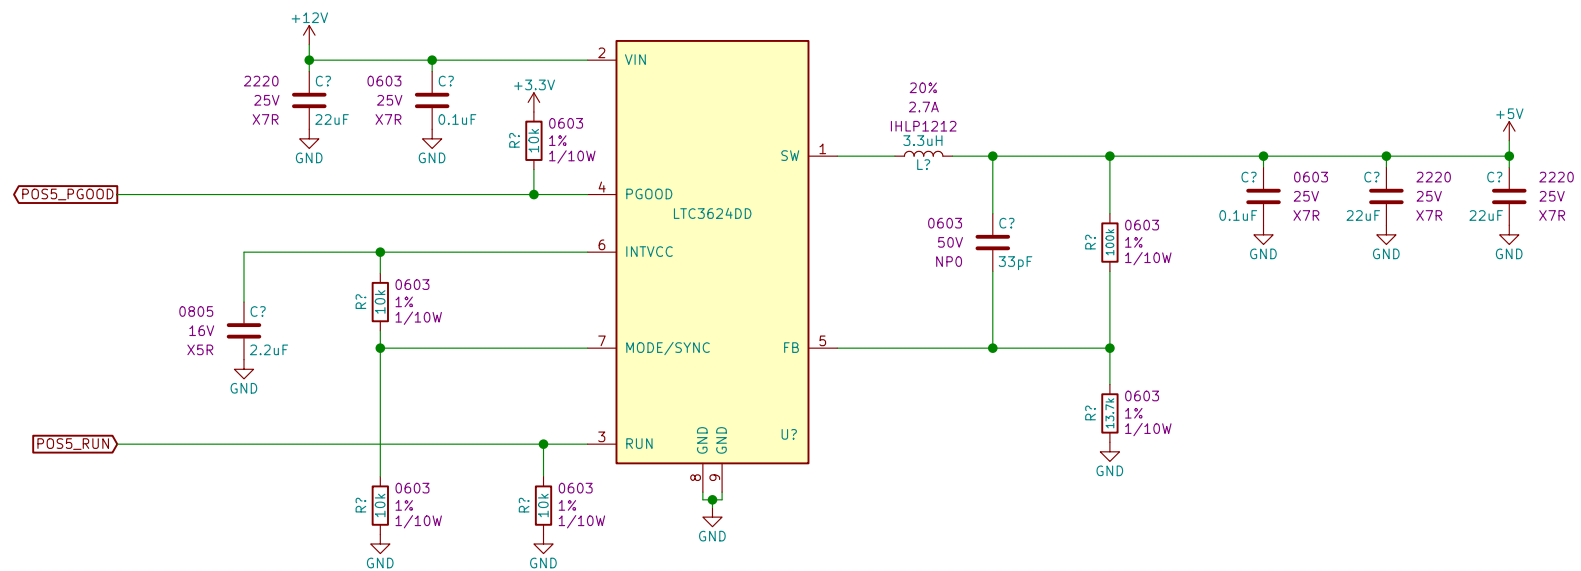 +12V
2220
25V
X7R
C?
22uF
GND
0603
25V
X7R
C?
0.1uF
GND
+3.3V
R?
10k
0603
1%
1/10W
POS5_PGOOD
0805
16V
X5R
C?
2.2uF
GND
R?
10k
0603
1%
1/10W
POS5_RUN
R?
10k
0603
1%
1/10W
GND
R?
10k
0603
1%
1/10W
GND
2
VIN
4
PGOOD
6
INTVCC
7
MODE/SYNC
3
RUN
LTC3624DD
SW
1
FB
5
U?
GND
GND
8
9
GND
20%
2.7A
IHLP1212
3.3uH
L?
0603
50V
NP0
C?
33pF
R?
100k
0603
1%
1/10W
R?
13.7k
0603
1%
1/10W
GND
C?
0.1uF
0603
25V
X7R
GND
C?
22uF
2220
25V
X7R
GND
+5V
C?
22uF
2220
25V
X7R
GND